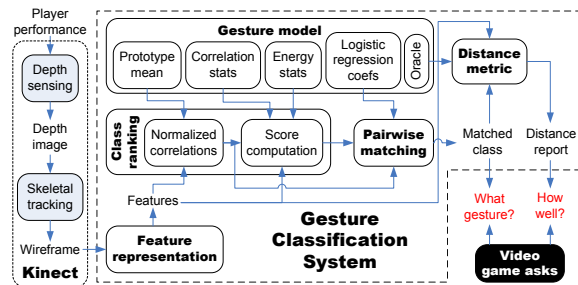 Player
performance
Depth
sensing
Depth
image
Skeletal
tracking
Wireframe
Kinect
Gesture model
Prototype
mean
Correlation
stats
Energy
stats
Logistic
regression
coefs
Oracle
Class
ranking
Normalized
correlations
Score
computation
Pairwise
matching
Features
Feature
representation
Gesture
Classification
System
Distance
metric
Matched
class
Distance
report
What
gesture?
How
well?
Video
game asks